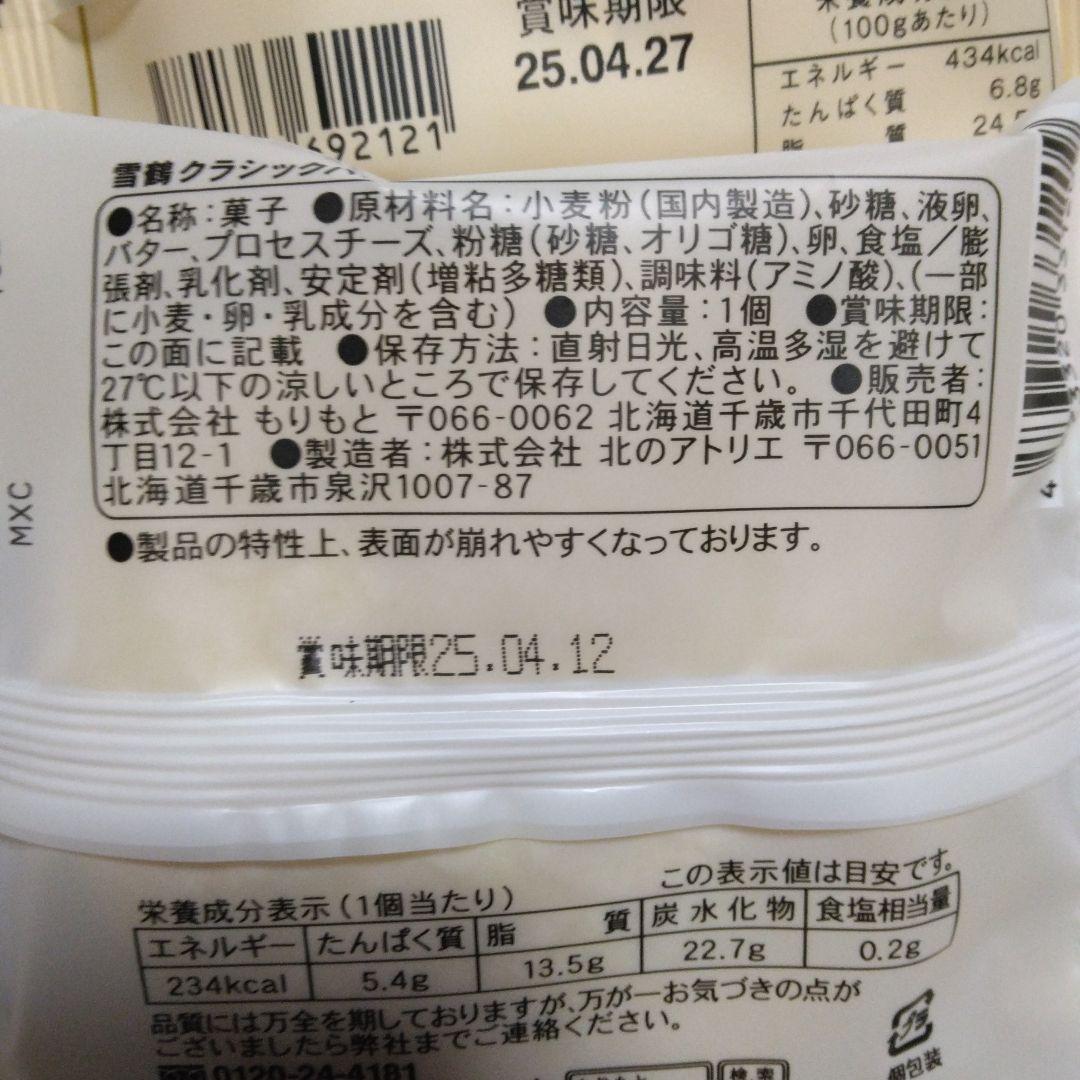 賞味期限
25.04.27
692121
(100gあたり)
エネルギー 434kcal
たんぱく質 6.8g
脂 質 24.5
雪鶴クラシック
●名称:菓子 ●原材料名:小麦粉(国内製造)、砂糖、液卵、
バター、プロセスチーズ、粉糖(砂糖、オリゴ糖)、卵、食塩/膨
張剤、乳化剤、安定剤(増粘多糖類)、調味料(アミノ酸)、(一部
に小麦・卵・乳成分を含む) ●内容量:1個 ●賞味期限:
この面に記載 ●保存方法:直射日光、高温多湿を避けて
27℃以下の涼しいところで保存してください。 ●販売者:
株式会社 もりもと 〒066-0062 北海道千歳市千代田町4
丁目12-1 ●製造者:株式会社 北のアトリエ 〒066-0051
北海道千歳市泉沢1007-87
MXC
●製品の特性上、表面が崩れやすくなっております。
賞味期限25.04.12
この表示値は目安です。
栄養成分表示(1個当たり)
エネルギー たんぱく質 脂 質 炭水化物 食塩相当量
234kcal 5.4g 13.5g 22.7g 0.2g
品質には万全を期しておりますが、万が一お気づきの点が
ございましたら弊社までご連絡ください。
0120-24-4181
検索
プラ
個包装